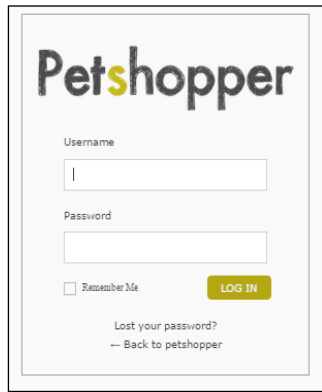 Petshopper
Username
Password
Remember Me
LOG IN
Lost your password?
← Back to petshopper